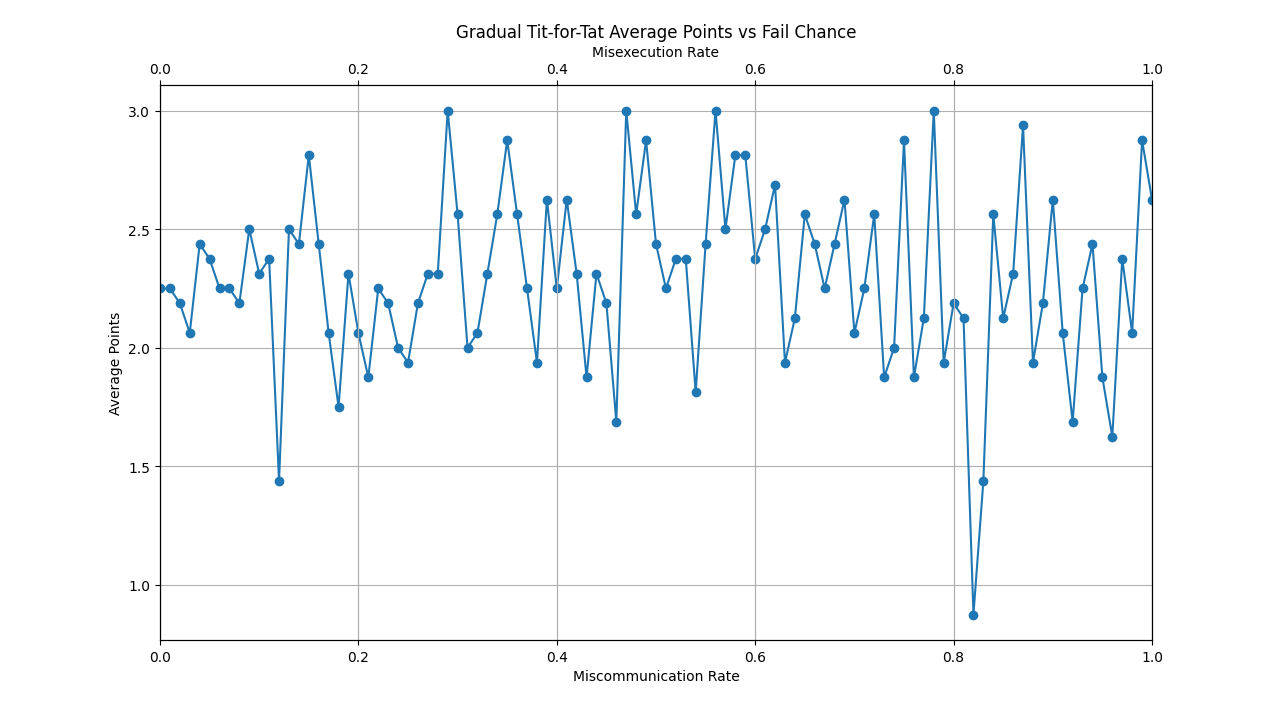 Gradual Tit-for-Tat Average Points vs Fail Chance
Misexecution Rate
0.0 0.2 0.4 0.6 0.8 1.0
3.0
2.5
2.0
1.5
1.0
Average Points
0.0 0.2 0.4 0.6 0.8 1.0
Miscommunication Rate